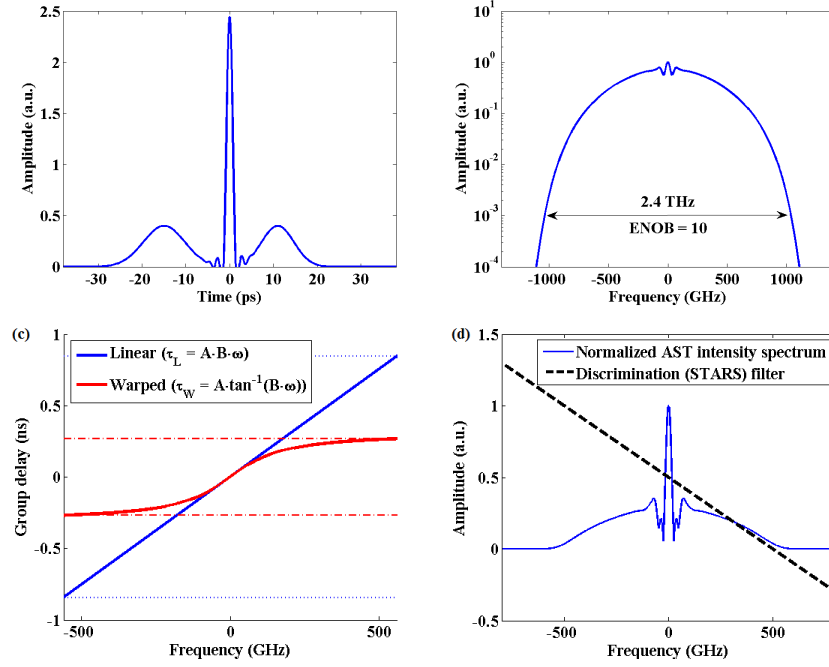 2.5
2
1.5
1
0.5
0
Amplitude (a.u.)
-30 -20 -10 0 10 20 30
Time (ps)
10^1
10^0
10^-1
10^-2
10^-3
10^-4
Amplitude (a.u.)
2.4 THz
ENOB = 10
-1000 -500 0 500 1000
Frequency (GHz)
(c)
1
0.5
0
-0.5
-1
Group delay (ns)
Linear (τ_L = A·B·ω)
Warped (τ_W = A·tan^-1(B·ω))
-500 0 500
Frequency (GHz)
(d)
1.5
1
0.5
0
-0.5
Amplitude (a.u.)
Normalized AST intensity spectrum
Discrimination (STARS) filter
-500 0 500
Frequency (GHz)